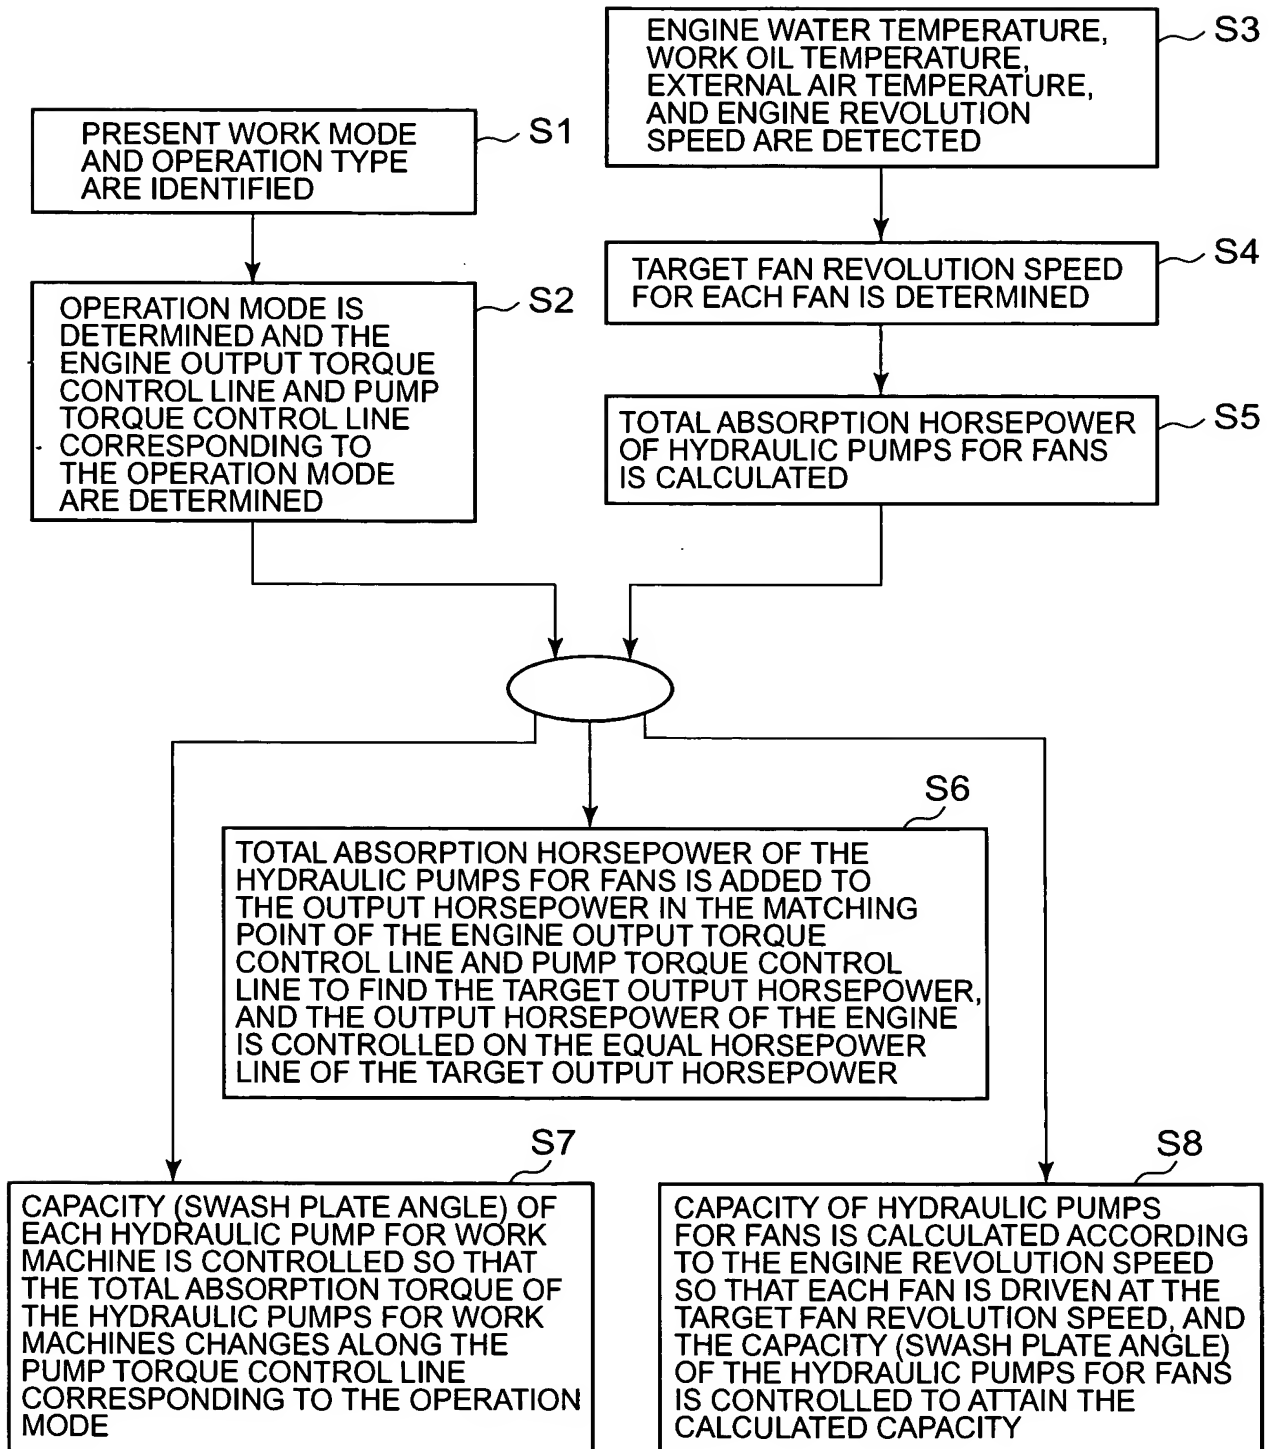 PRESENT WORK MODE
AND OPERATION TYPE
ARE IDENTIFIED
S1
OPERATION MODE IS
DETERMINED AND THE
ENGINE OUTPUT TORQUE
CONTROL LINE AND PUMP
TORQUE CONTROL LINE
CORRESPONDING TO
THE OPERATION MODE
ARE DETERMINED
S2
ENGINE WATER TEMPERATURE,
WORK OIL TEMPERATURE,
EXTERNAL AIR TEMPERATURE,
AND ENGINE REVOLUTION
SPEED ARE DETECTED
S3
TARGET FAN REVOLUTION SPEED
FOR EACH FAN IS DETERMINED
S4
TOTAL ABSORPTION HORSEPOWER
OF HYDRAULIC PUMPS FOR FANS
IS CALCULATED
S5
S6
TOTAL ABSORPTION HORSEPOWER OF THE
HYDRAULIC PUMPS FOR FANS IS ADDED TO
THE OUTPUT HORSEPOWER IN THE MATCHING
POINT OF THE ENGINE OUTPUT TORQUE
CONTROL LINE AND PUMP TORQUE CONTROL
LINE TO FIND THE TARGET OUTPUT HORSEPOWER,
AND THE OUTPUT HORSEPOWER OF THE ENGINE
IS CONTROLLED ON THE EQUAL HORSEPOWER
LINE OF THE TARGET OUTPUT HORSEPOWER
S7
CAPACITY (SWASH PLATE ANGLE) OF
EACH HYDRAULIC PUMP FOR WORK
MACHINE IS CONTROLLED SO THAT
THE TOTAL ABSORPTION TORQUE OF
THE HYDRAULIC PUMPS FOR WORK
MACHINES CHANGES ALONG THE
PUMP TORQUE CONTROL LINE
CORRESPONDING TO THE OPERATION
MODE
S8
CAPACITY OF HYDRAULIC PUMPS
FOR FANS IS CALCULATED ACCORDING
TO THE ENGINE REVOLUTION SPEED
SO THAT EACH FAN IS DRIVEN AT THE
TARGET FAN REVOLUTION SPEED, AND
THE CAPACITY (SWASH PLATE ANGLE)
OF THE HYDRAULIC PUMPS FOR FANS
IS CONTROLLED TO ATTAIN THE
CALCULATED CAPACITY